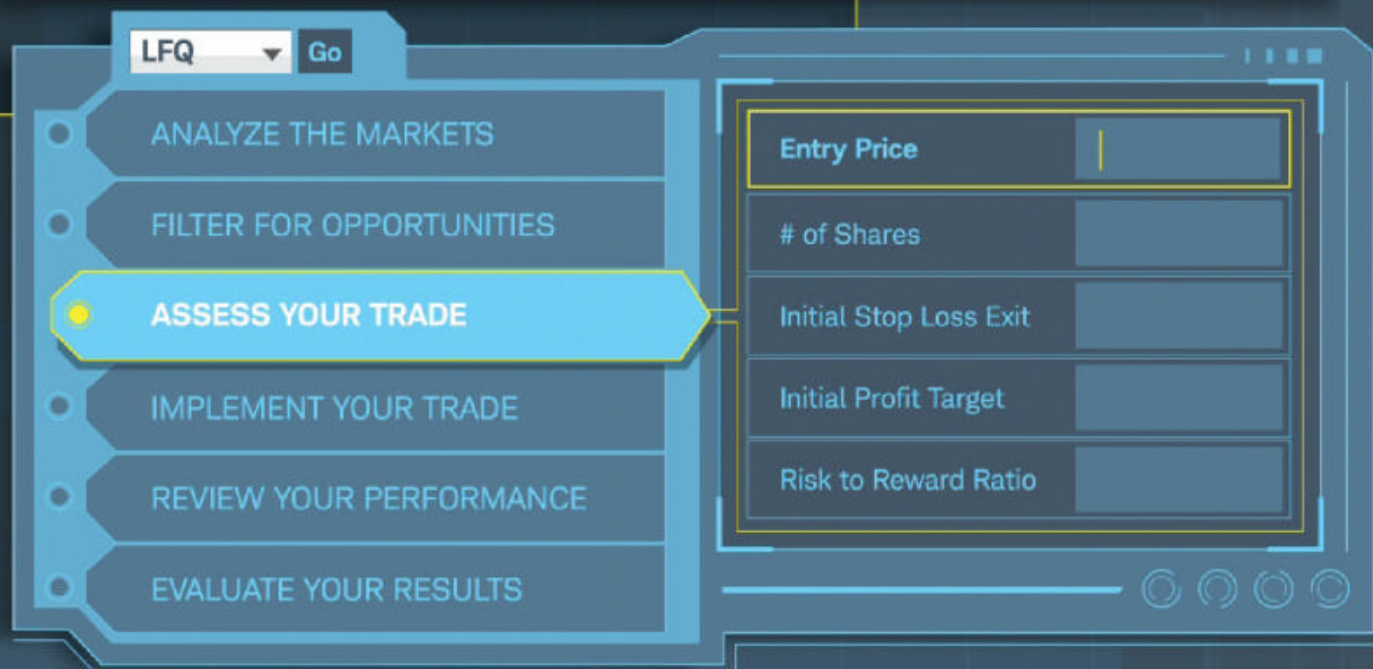 LFQ
Go
ANALYZE THE MARKETS
FILTER FOR OPPORTUNITIES
ASSESS YOUR TRADE
IMPLEMENT YOUR TRADE
REVIEW YOUR PERFORMANCE
EVALUATE YOUR RESULTS
Entry Price
# of Shares
Initial Stop Loss Exit
Initial Profit Target
Risk to Reward Ratio